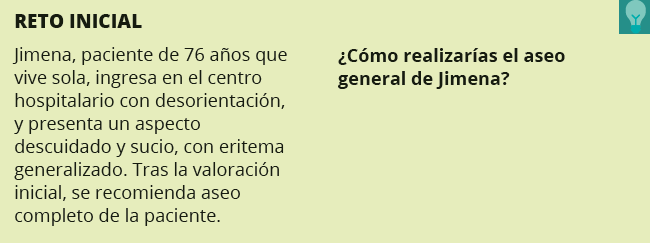 RETO INICIAL
Jimena, paciente de 76 años que
vive sola, ingresa en el centro
hospitalario con desorientación,
y presenta un aspecto
descuidado y sucio, con eritema
generalizado. Tras la valoración
inicial, se recomienda aseo
completo de la paciente.
¿Cómo realizarías el aseo
general de Jimena?